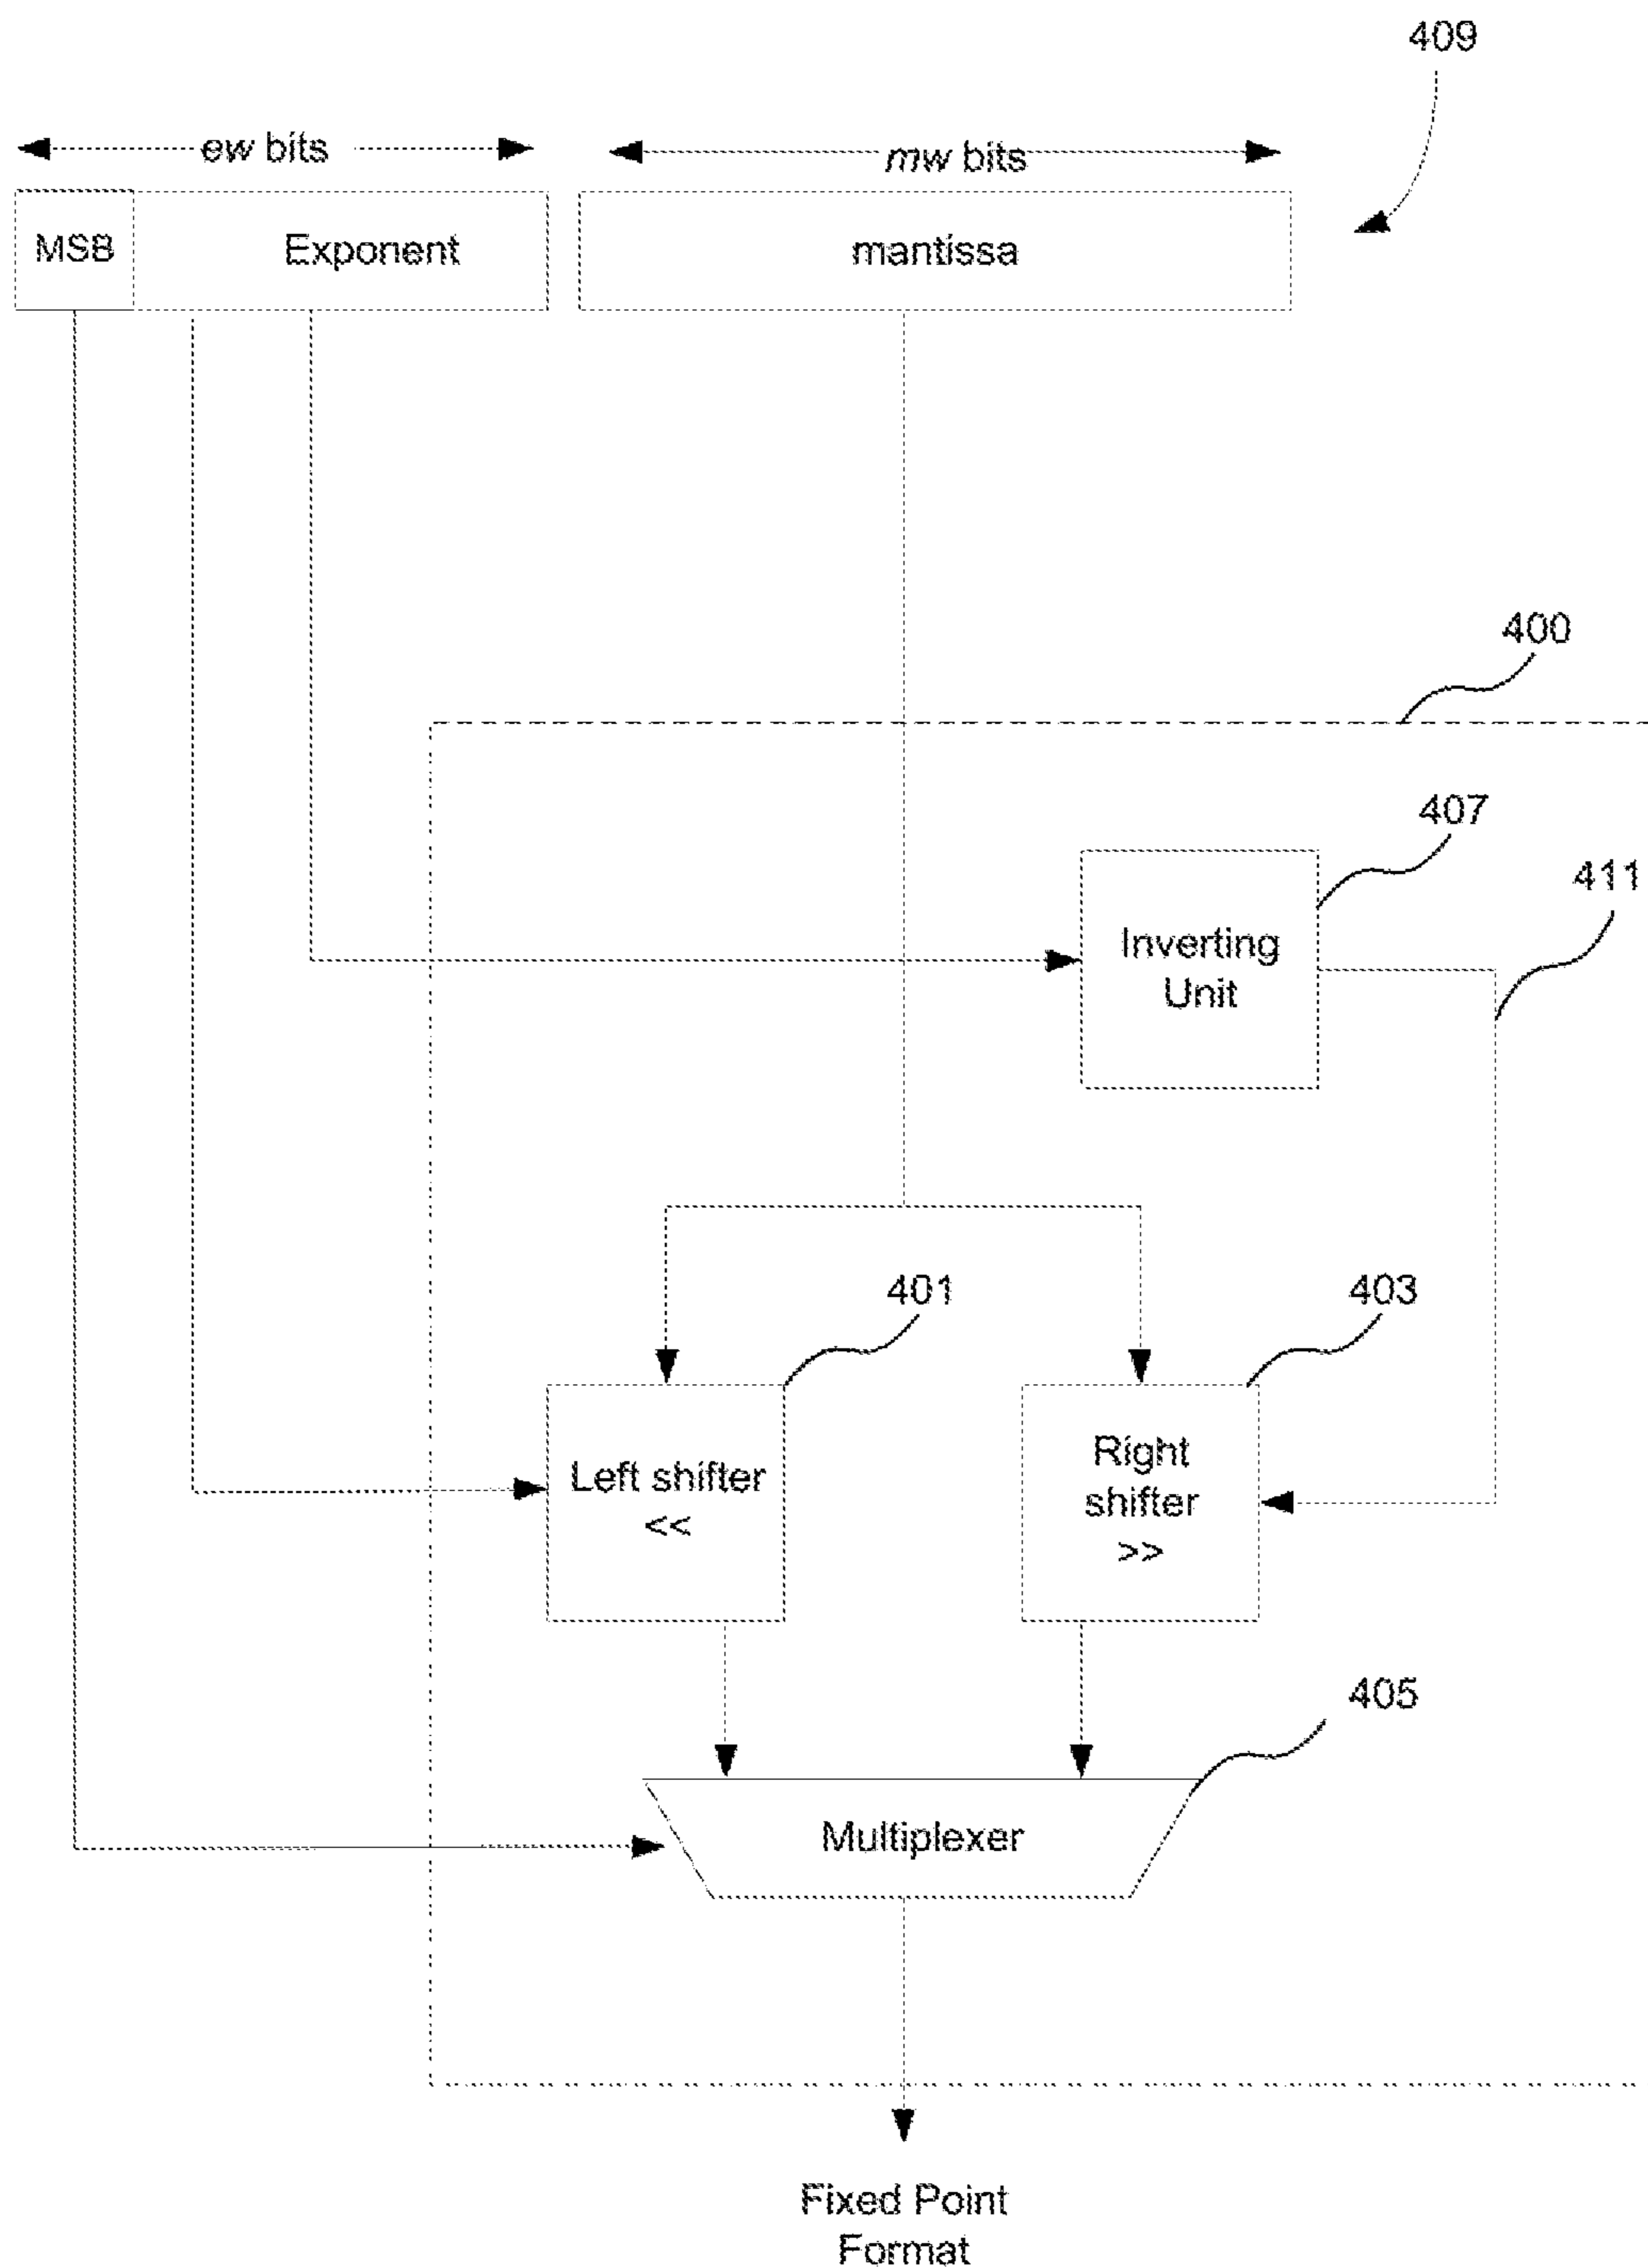 409
ew bits
mw bits
MSB
Exponent
mantissa
400
407
411
Inverting
Unit
401
403
Left shifter
<<
Right
shifter
>>
405
Multiplexer
Fixed Point
Format